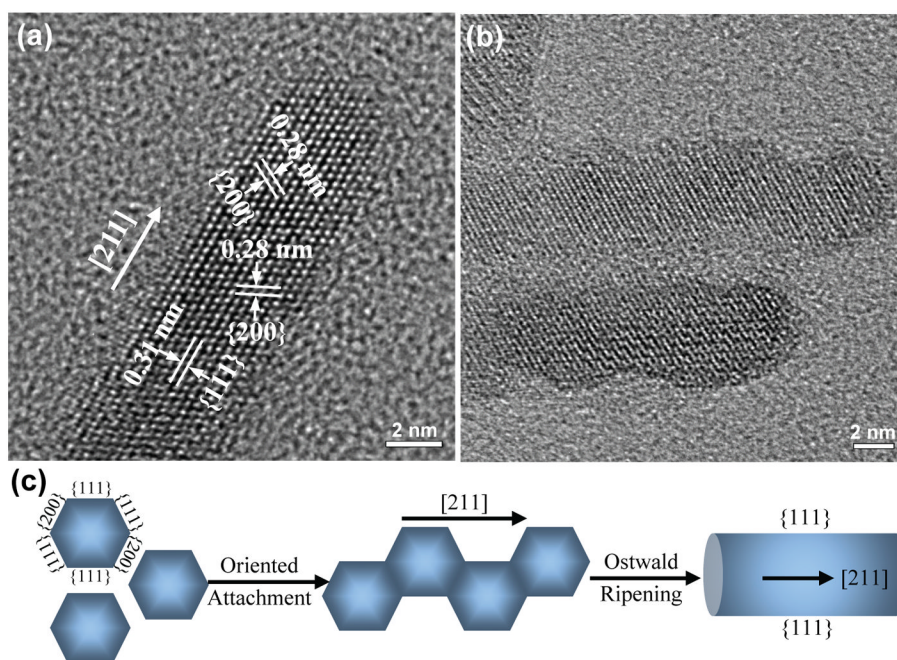 (a)
0.28 nm
{200}
[211]
0.28 nm
{200}
0.31 nm
{111}
2 nm
(b)
2 nm
(c)
{111}
{200}
{111}
{111}
{200}
{111}
Oriented
Attachment
[211]
Ostwald
Ripening
{111}
[211]
{111}